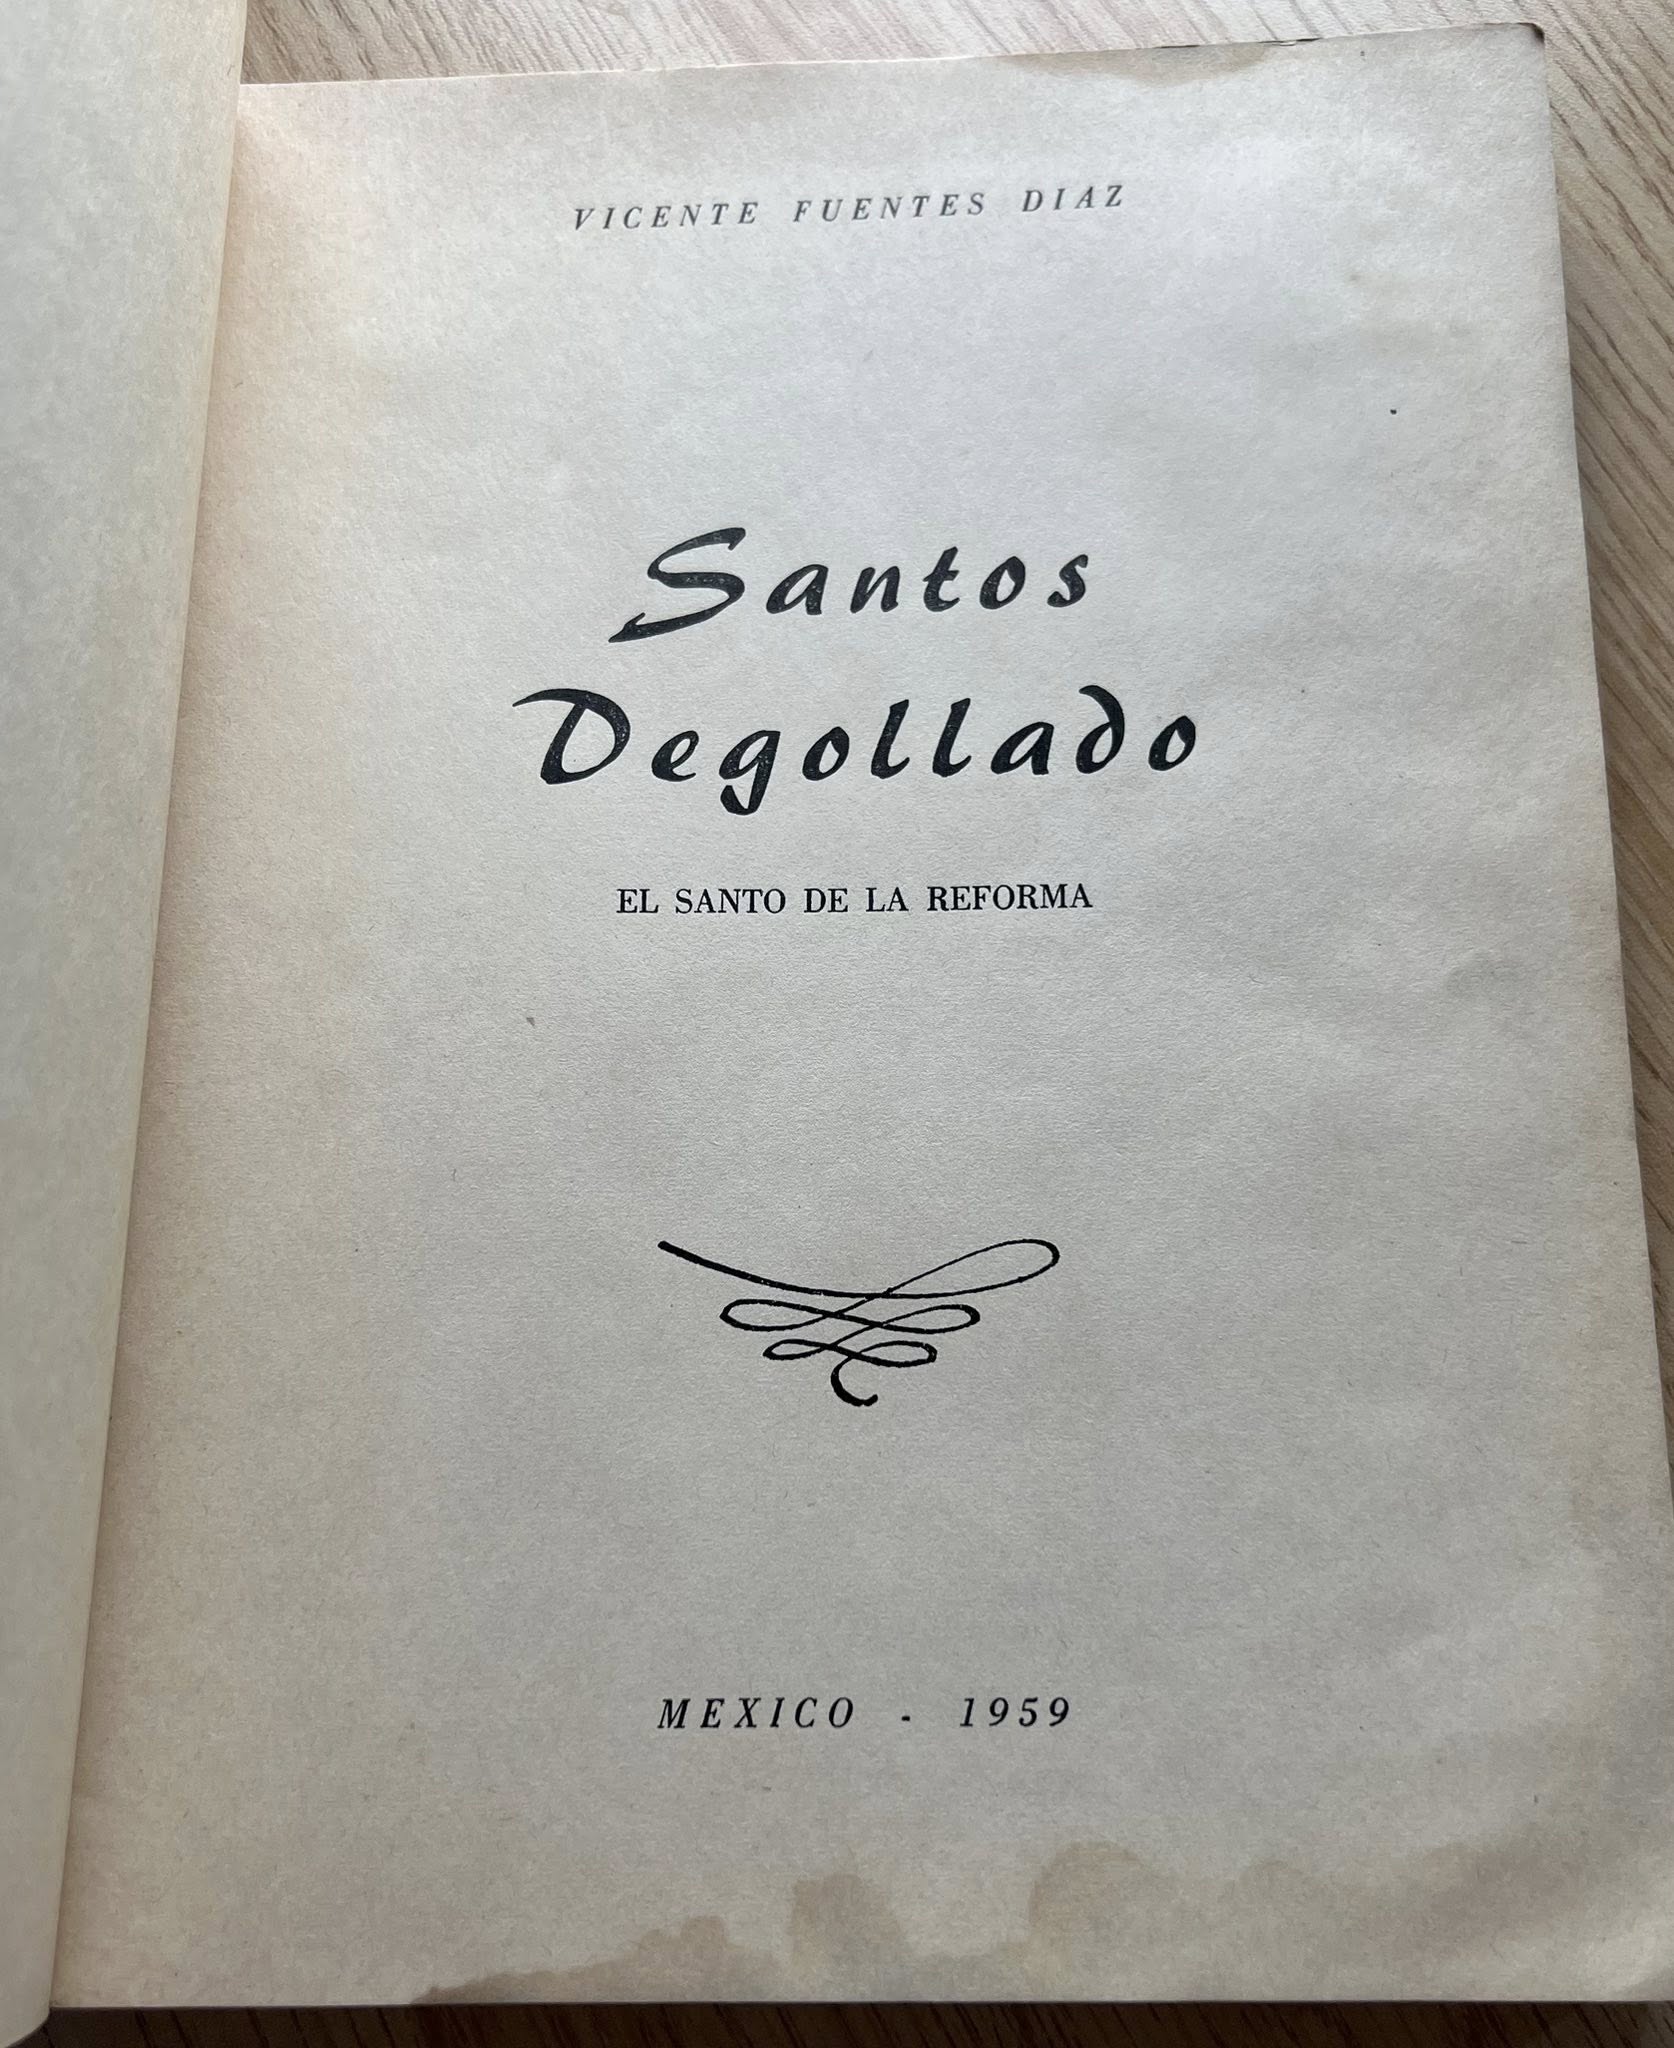 VICENTE FUENTES DIAZ
Santos
Degollado
EL SANTO DE LA REFORMA
MEXICO - 1959